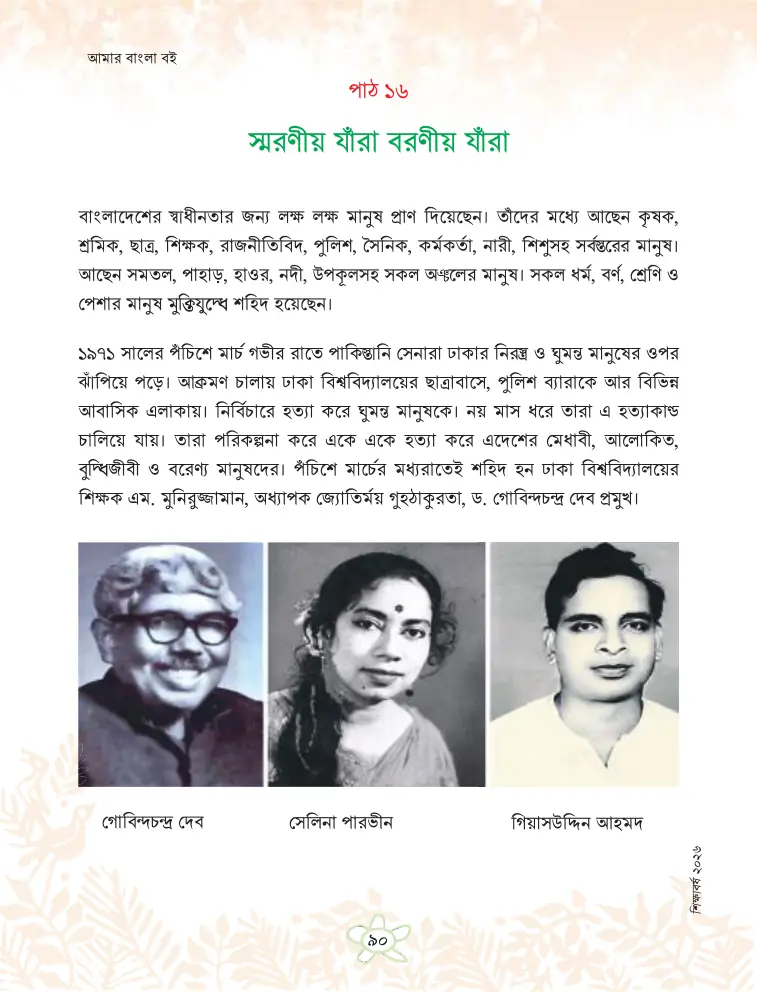 আমার বাংলা বই
পাঠ ১৬
স্মরণীয় যাঁরা বরণীয় যাঁরা
বাংলাদেশের স্বাধীনতার জন্য লক্ষ লক্ষ মানুষ প্রাণ দিয়েছেন। তাঁদের মধ্যে আছেন কৃষক,
শ্রমিক, ছাত্র, শিক্ষক, রাজনীতিবিদ, পুলিশ, সৈনিক, কর্মকর্তা, নারী, শিশুসহ সর্বস্তরের মানুষ।
আছেন সমতল, পাহাড়, হাওর, নদী, উপকূলসহ সকল অঞ্চলের মানুষ। সকল ধর্ম, বর্ণ, শ্রেণি ও
পেশার মানুষ মুক্তিযুদ্ধে শহিদ হয়েছেন।
১৯৭১ সালের পঁচিশে মার্চ গভীর রাতে পাকিস্তানি সেনারা ঢাকার নিরস্ত্র ও ঘুমন্ত মানুষের ওপর
ঝাঁপিয়ে পড়ে। আক্রমণ চালায় ঢাকা বিশ্ববিদ্যালয়ের ছাত্রাবাসে, পুলিশ ব্যারাকে আর বিভিন্ন
আবাসিক এলাকায়। নির্বিচারে হত্যা করে ঘুমন্ত মানুষকে। নয় মাস ধরে তারা এ হত্যাকাণ্ড
চালিয়ে যায়। তারা পরিকল্পনা করে একে একে হত্যা করে এদেশের মেধাবী, আলোকিত,
বুদ্ধিজীবী ও বরেণ্য মানুষদের। পঁচিশে মার্চের মধ্যরাতেই শহিদ হন ঢাকা বিশ্ববিদ্যালয়ের
শিক্ষক এম. মুনিরুজ্জামান, অধ্যাপক জ্যোতির্ময় গুহঠাকুরতা, ড. গোবিন্দচন্দ্র দেব প্রমুখ।
গোবিন্দচন্দ্র দেব
সেলিনা পারভীন
গিয়াসউদ্দিন আহমদ
শিক্ষাবর্ষ ২০২৬
৯০